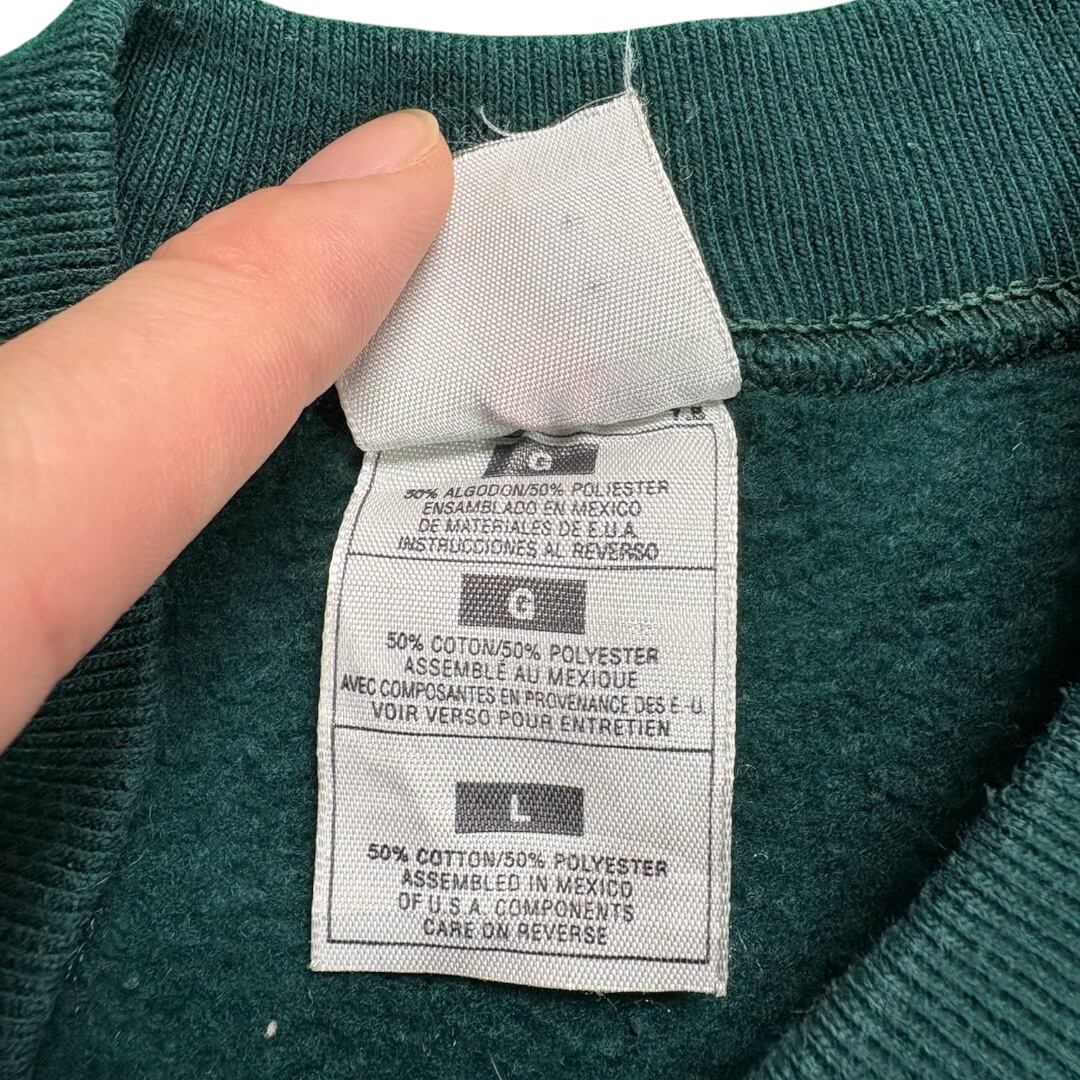 G
50% ALGODON/50% POLIESTER
ENSAMBLADO EN MEXICO
DE MATERIALES DE E.U.A.
INSTRUCCIONES AL REVERSO
G
50% COTON/50% POLYESTER
ASSEMBLÉ AU MEXIQUE
AVEC COMPOSANTES EN PROVENANCE DES É-U
VOIR VERSO POUR ENTRETIEN
L
50% COTTON/50% POLYESTER
ASSEMBLED IN MEXICO
OF U.S.A. COMPONENTS
CARE ON REVERSE